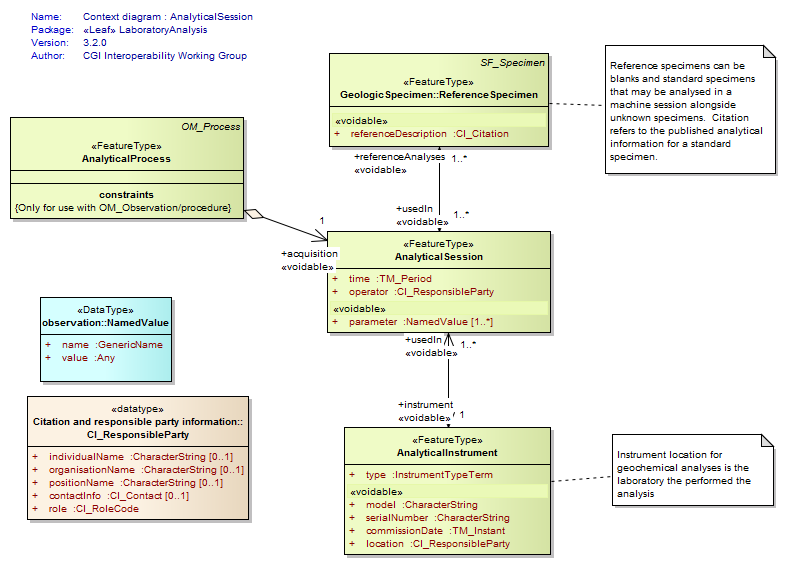 Name: Context diagram : AnalyticalSession
Package: «Leaf» LaboratoryAnalysis
Version: 3.2.0
Author: CGI Interoperability Working Group
SF_Specimen
«FeatureType»
GeologicSpecimen::ReferenceSpecimen
«voidable»
+ referenceDescription :CI_Citation
Reference specimens can be
blanks and standard specimens
that may be analysed in a
machine session alongside
unknown specimens. Citation
refers to the published analytical
information for a standard
specimen.
OM_Process
«FeatureType»
AnalyticalProcess
constraints
{Only for use with OM_Observation/procedure}
+referenceAnalyses 1..*
«voidable»
+usedIn 1..*
«voidable»
1
+acquisition
«voidable»
«FeatureType»
AnalyticalSession
+ time :TM_Period
+ operator :CI_ResponsibleParty
«voidable»
+ parameter :NamedValue [1..*]
+usedIn 1..*
«voidable»
«DataType»
observation::NamedValue
+ name :GenericName
+ value :Any
+instrument
«voidable» 1
«datatype»
Citation and responsible party information::
CI_ResponsibleParty
+ individualName :CharacterString [0..1]
+ organisationName :CharacterString [0..1]
+ positionName :CharacterString [0..1]
+ contactInfo :CI_Contact [0..1]
+ role :CI_RoleCode
«FeatureType»
AnalyticalInstrument
+ type :InstrumentTypeTerm
«voidable»
+ model :CharacterString
+ serialNumber :CharacterString
+ commissionDate :TM_Instant
+ location :CI_ResponsibleParty
Instrument location for
geochemical analyses is the
laboratory the performed the
analysis